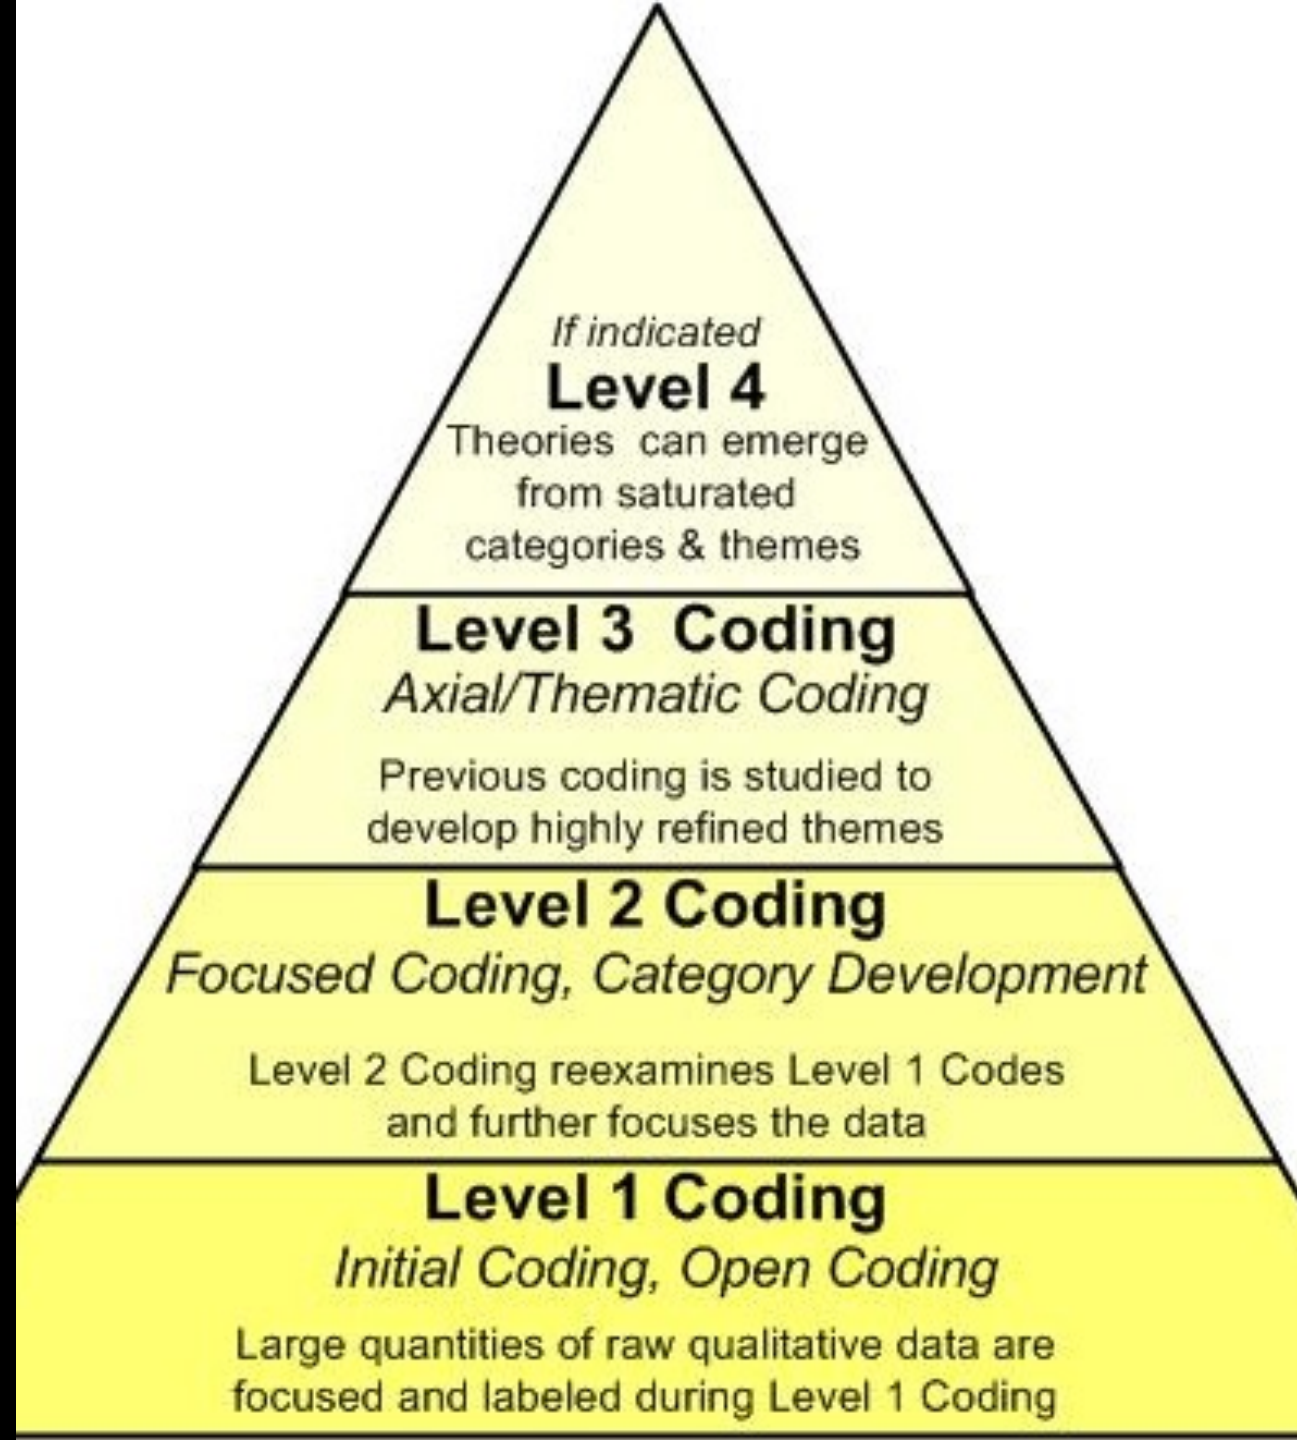 If indicated
Level 4
Theories can emerge
from saturated
categories & themes
Level 3 Coding
Axial/Thematic Coding
Previous coding is studied to
develop highly refined themes
Level 2 Coding
Focused Coding, Category Development
Level 2 Coding reexamines Level 1 Codes
and further focuses the data
Level 1 Coding
Initial Coding, Open Coding
Large quantities of raw qualitative data are
focused and labeled during Level 1 Coding